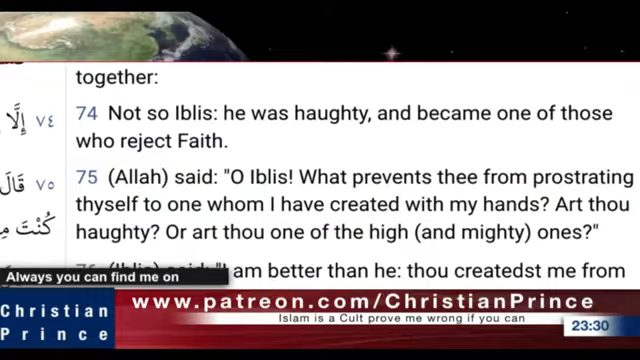 together:
إِلَّا ٧٤ 74 Not so Iblis: he was haughty, and became one of those
who reject Faith.
قَالَ ٧٥ 75 (Allah) said: "O Iblis! What prevents thee from prostrating
thyself to one whom I have created with my hands? Art thou
كُنْتَ haughty? Or art thou one of the high (and mighty) ones?"
I am better than he: thou createdst me from
Always you can find me on
www.patreon.com/ChristianPrince
Christian
Prince
Islam is a Cult prove me wrong if you can
23:30